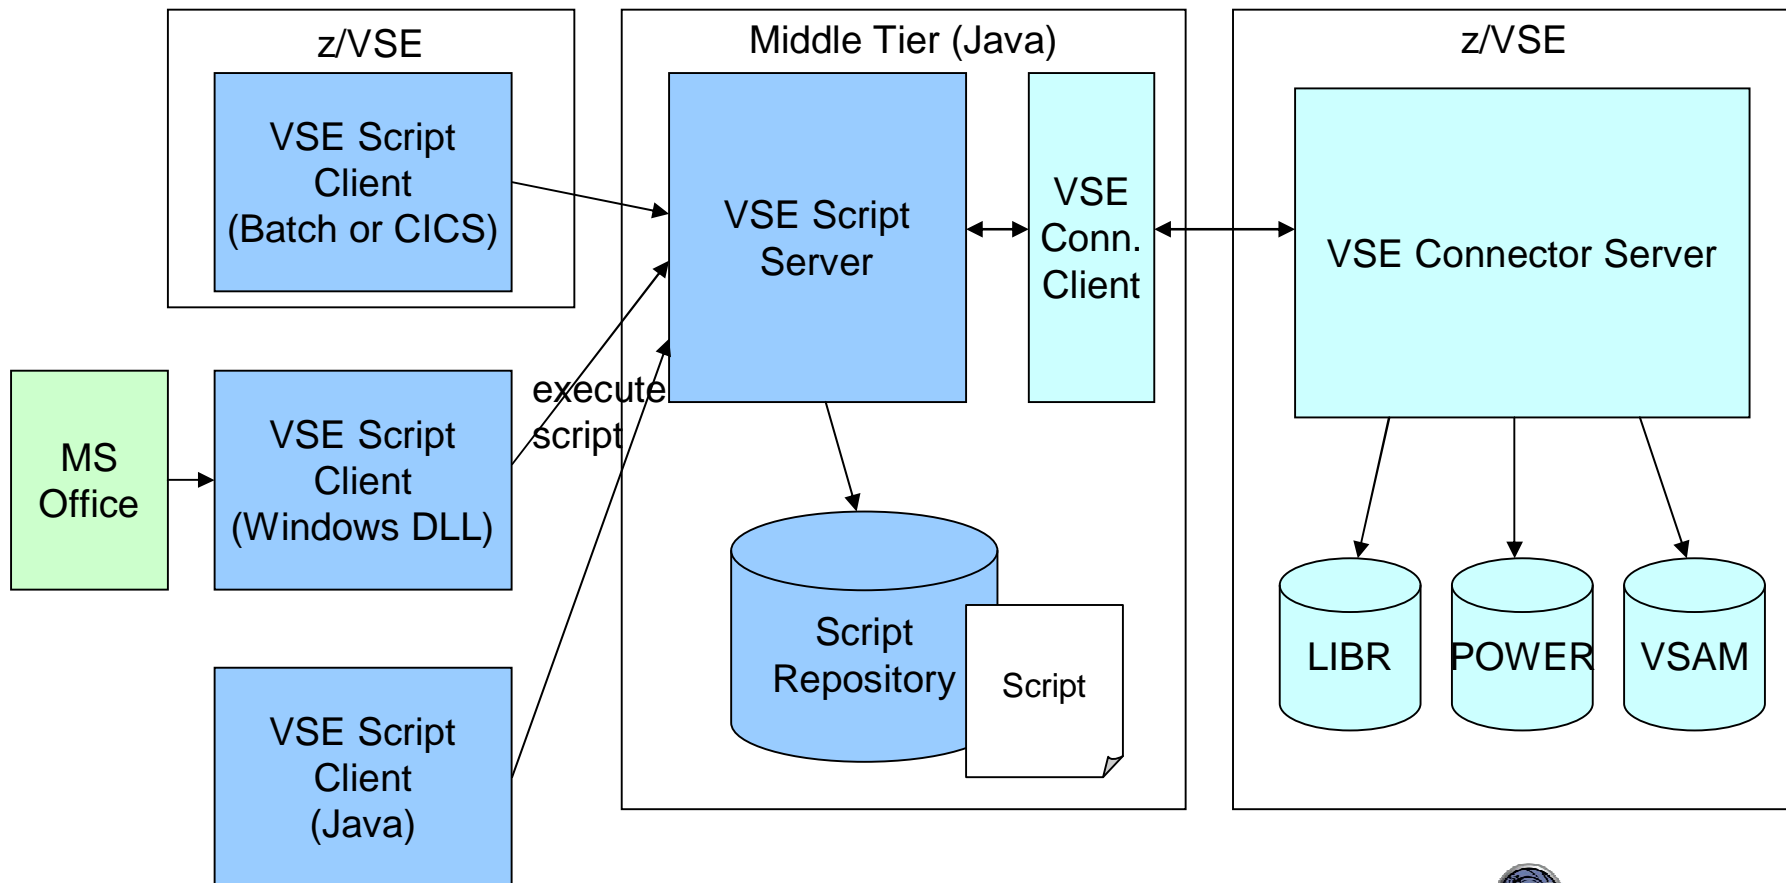 z/VSE
VSE Script
Client
(Batch or CICS)
MS
Office
VSE Script
Client
(Windows DLL)
VSE Script
Client
(Java)
execute
script
Middle Tier (Java)
VSE Script
Server
VSE
Conn.
Client
Script
Repository
Script
z/VSE
VSE Connector Server
LIBR
POWER
VSAM